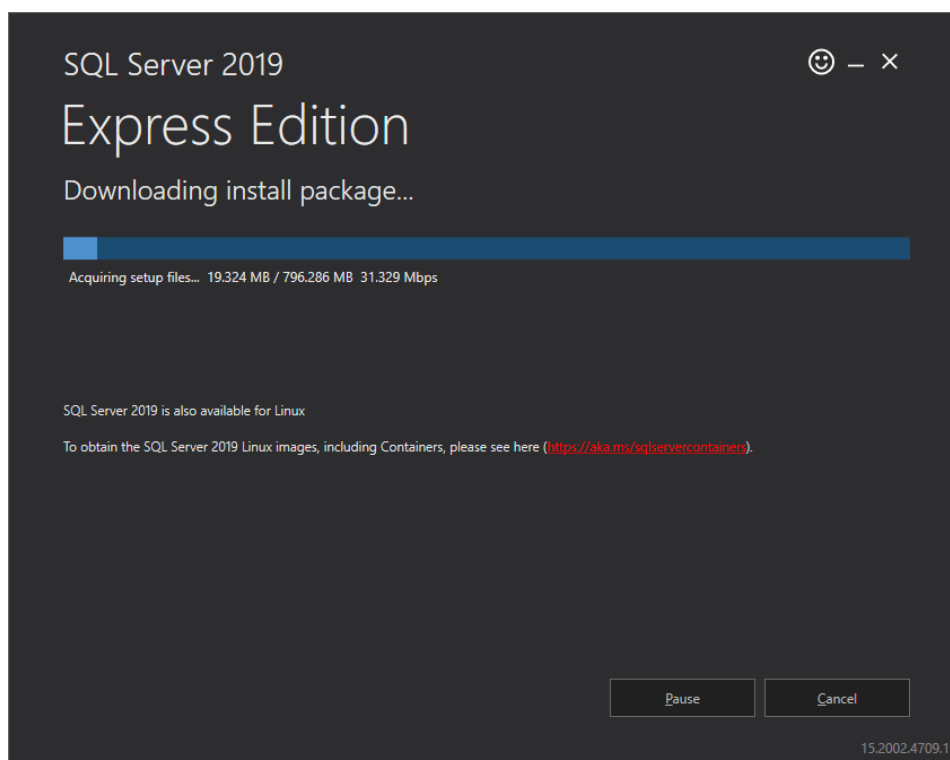 SQL Server 2019
Express Edition
Downloading install package...
Acquiring setup files... 19.324 MB / 796.286 MB 31.329 Mbps
SQL Server 2019 is also available for Linux
To obtain the SQL Server 2019 Linux images, including Containers, please see here (https://aka.ms/sqlservercontainers).
Pause
Cancel
15.2002.4709.1